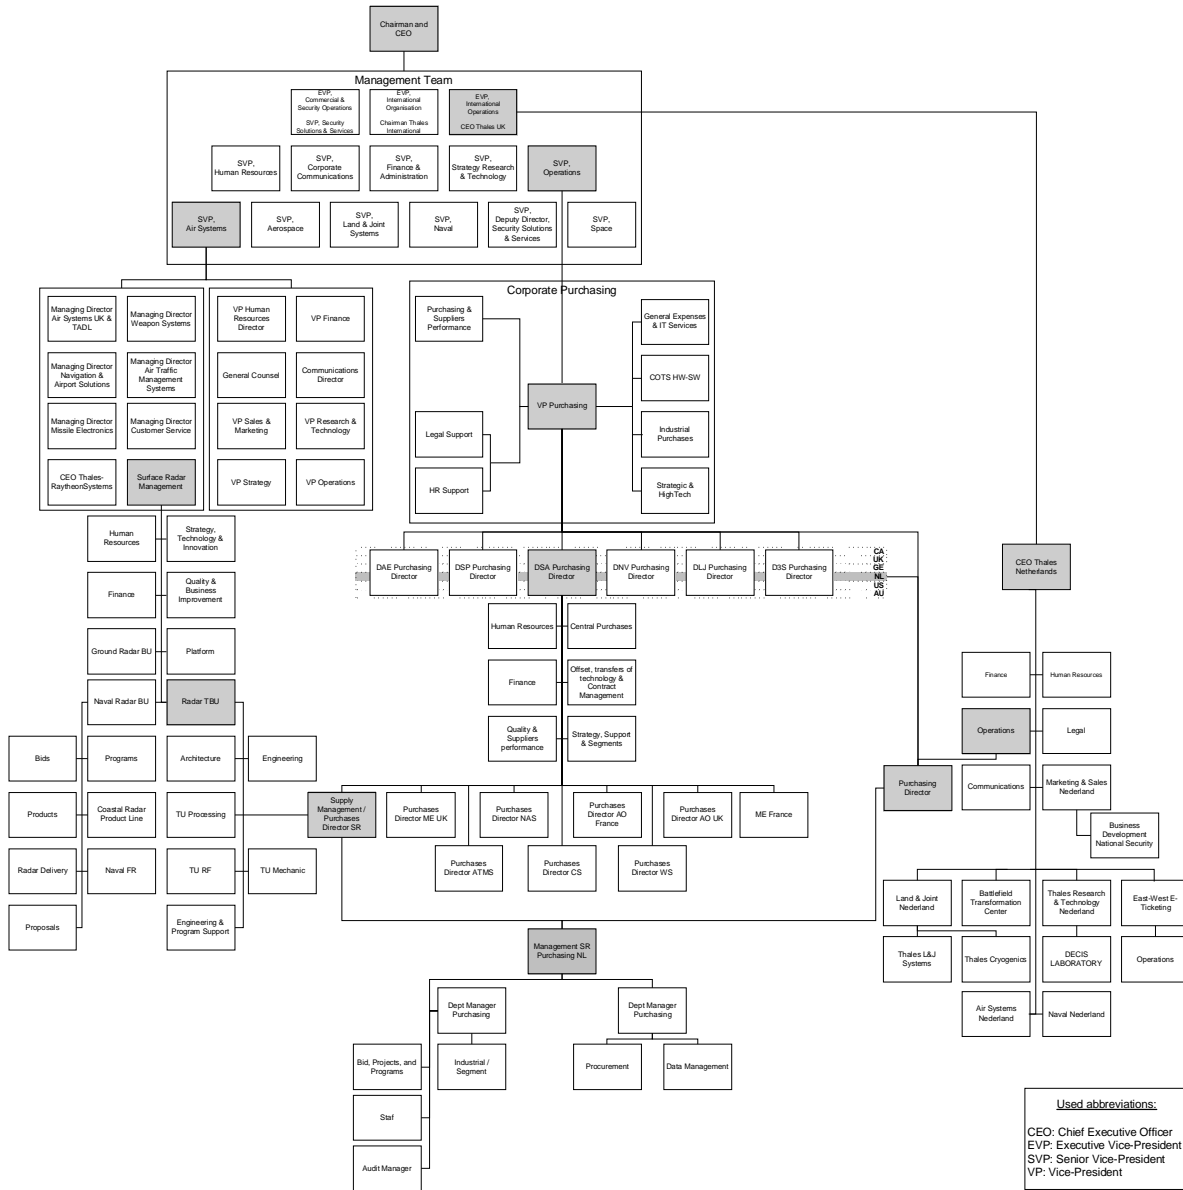 Chairman and
CEO
Management Team
EVP,
Commercial &
Security Operations
SVP, Security
Solutions & Services
EVP,
International
Organisation
Chairman Thales
International
EVP,
International
Operations
CEO Thales UK
SVP,
Human Resources
SVP,
Corporate
Communications
SVP,
Finance &
Administration
SVP,
Strategy Research
& Technology
SVP,
Operations
SVP,
Air Systems
SVP,
Aerospace
SVP,
Land & Joint
Systems
SVP,
Naval
SVP,
Deputy Director,
Security Solutions
& Services
SVP,
Space
Managing Director
Air Systems UK &
TADL
Managing Director
Weapon Systems
Managing Director
Navigation &
Airport Solutions
Managing Director
Air Traffic
Management
Systems
Managing Director
Missile Electronics
Managing Director
Customer Service
CEO Thales-
RaytheonSystems
Surface Radar
Management
VP Human
Resources
Director
VP Finance
General Counsel
Communications
Director
VP Sales &
Marketing
VP Research &
Technology
VP Strategy
VP Operations
Corporate Purchasing
Purchasing &
Suppliers
Performance
General Expenses
& IT Services
COTS HW-SW
VP Purchasing
Legal Support
Industrial
Purchases
HR Support
Strategic &
HighTech
Human
Resources
Strategy,
Technology &
Innovation
Finance
Quality &
Business
Improvement
Ground Radar BU
Platform
Naval Radar BU
Radar TBU
Bids
Programs
Architecture
Engineering
Products
Coastal Radar
Product Line
TU Processing
Radar Delivery
Naval FR
TU RF
TU Mechanic
Proposals
Engineering &
Program Support
DAE Purchasing
Director
DSP Purchasing
Director
DSA Purchasing
Director
DNV Purchasing
Director
DLJ Purchasing
Director
D3S Purchasing
Director
CA
UK
GE
NL
US
AU
Human Resources
Central Purchases
Finance
Offset, transfers of
technology &
Contract
Management
Quality &
Suppliers
performance
Strategy, Support
& Segments
Supply
Management /
Purchases
Director SR
Purchases
Director ME UK
Purchases
Director NAS
Purchases
Director AO
France
Purchases
Director AO UK
ME France
Purchases
Director ATMS
Purchases
Director CS
Purchases
Director WS
CEO Thales
Netherlands
Finance
Human Resources
Operations
Legal
Purchasing
Director
Communications
Marketing & Sales
Nederland
Business
Development
National Security
Land & Joint
Nederland
Battlefield
Transformation
Center
Thales Research
& Technology
Nederland
East-West E-
Ticketing
Thales L&J
Systems
Thales Cryogenics
DECIS
LABORATORY
Operations
Air Systems
Nederland
Naval Nederland
Management SR
Purchasing NL
Dept Manager
Purchasing
Dept Manager
Purchasing
Bid, Projects, and
Programs
Industrial /
Segment
Procurement
Data Management
Staf
Audit Manager
Used abbreviations:
CEO: Chief Executive Officer
EVP: Executive Vice-President
SVP: Senior Vice-President
VP: Vice-President